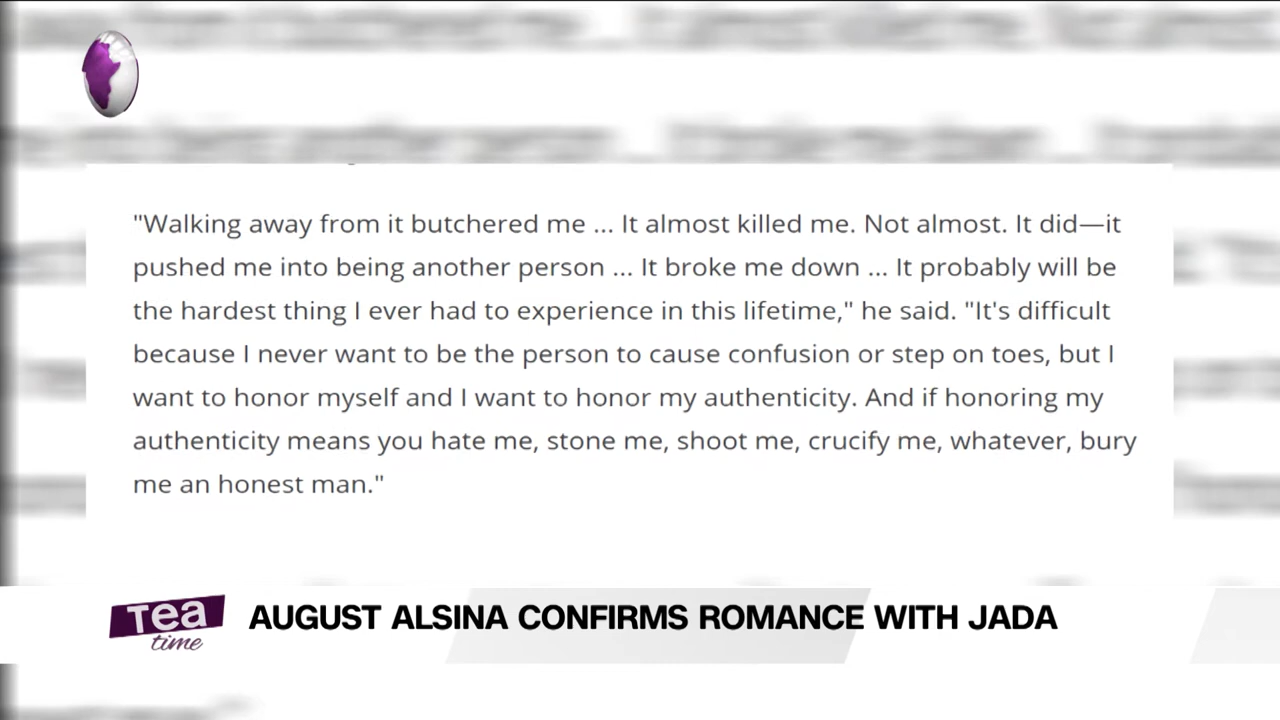 "Walking away from it butchered me ... It almost killed me. Not almost. It did—it
pushed me into being another person ... It broke me down ... It probably will be
the hardest thing I ever had to experience in this lifetime," he said. "It's difficult
because I never want to be the person to cause confusion or step on toes, but I
want to honor myself and I want to honor my authenticity. And if honoring my
authenticity means you hate me, stone me, shoot me, crucify me, whatever, bury
me an honest man."
Tea
time
AUGUST ALSINA CONFIRMS ROMANCE WITH JADA